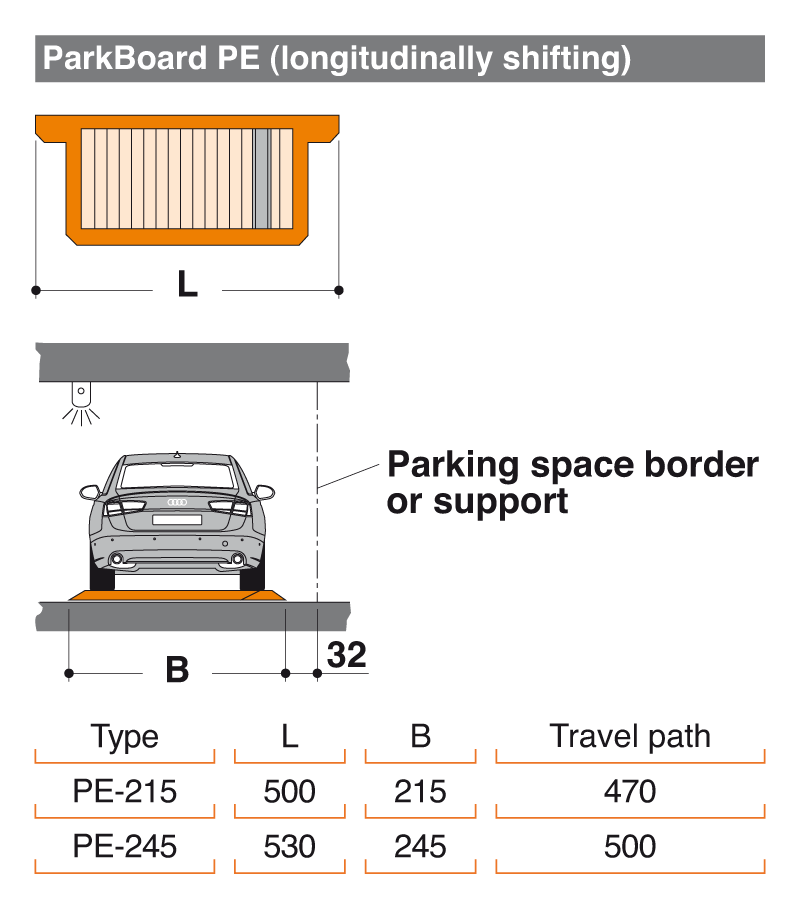 ParkBoard PE (longitudinally shifting)
L
Parking space border
or support
B
32
Type L B Travel path
PE-215 500 215 470
PE-245 530 245 500